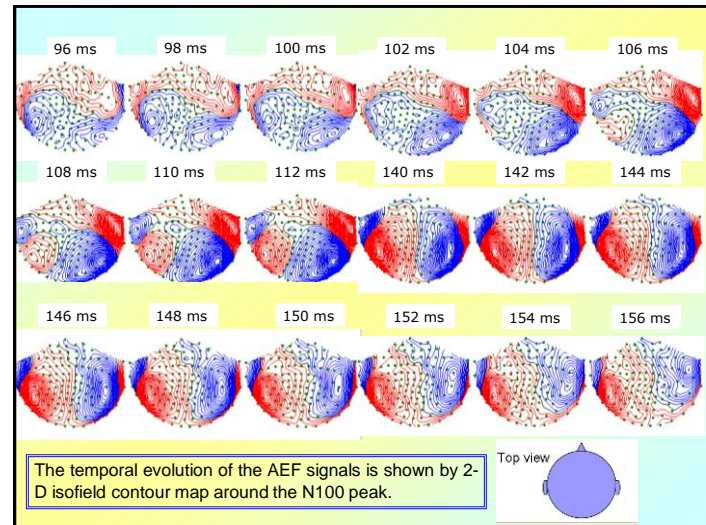 96 ms 98 ms 100 ms 102 ms 104 ms 106 ms
108 ms 110 ms 112 ms 140 ms 142 ms 144 ms
146 ms 148 ms 150 ms 152 ms 154 ms 156 ms
The temporal evolution of the AEF signals is shown by 2-
D isofield contour map around the N100 peak.
Top view